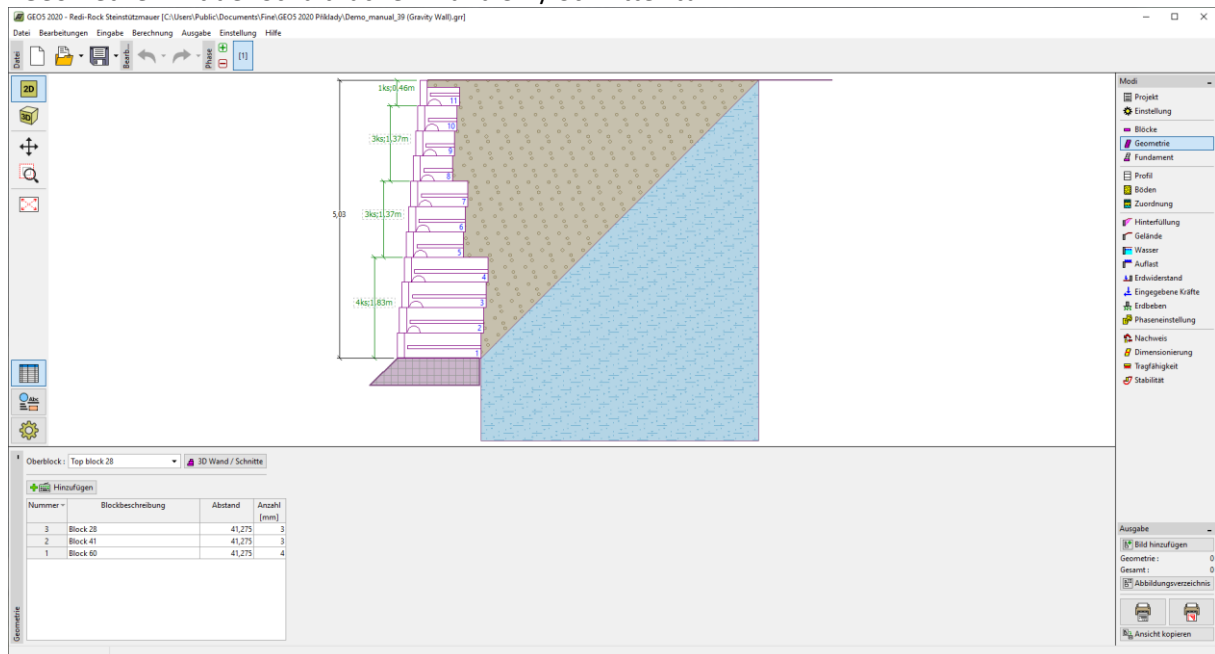 GEO5 2020 - Redi-Rock Steinstützmauer [C:\Users\Public\Documents\Fine\GEO5 2020 Příklady\Demo_manual_39 (Gravity Wall).grr]
Datei Bearbeitungen Eingabe Berechnung Ausgabe Einstellung Hilfe
Datei
Bearb...
Phase
[1]
2D
3D
Abc
1ks;0.46m
3ks;1.37m
3ks;1.37m
4ks;1.83m
5,03
11
10
9
8
7
6
5
4
3
2
1
Modi
Projekt
Einstellung
Blöcke
Geometrie
Fundament
Profil
Böden
Zuordnung
Hinterfüllung
Gelände
Wasser
Auflast
Erdwiderstand
Eingegebene Kräfte
Erdbeben
Phaseneinstellung
Nachweis
Dimensionierung
Tragfähigkeit
Stabilität
Oberblock : Top block 28 3D Wand / Schnitte
Hinzufügen
Nummer Blockbeschreibung Abstand Anzahl
[mm]
3 Block 28 41,275 3
2 Block 41 41,275 3
1 Block 60 41,275 4
Geometrie
Ausgabe
Bild hinzufügen
Geometrie : 0
Gesamt : 0
Abbildungsverzeichnis
Ansicht kopieren